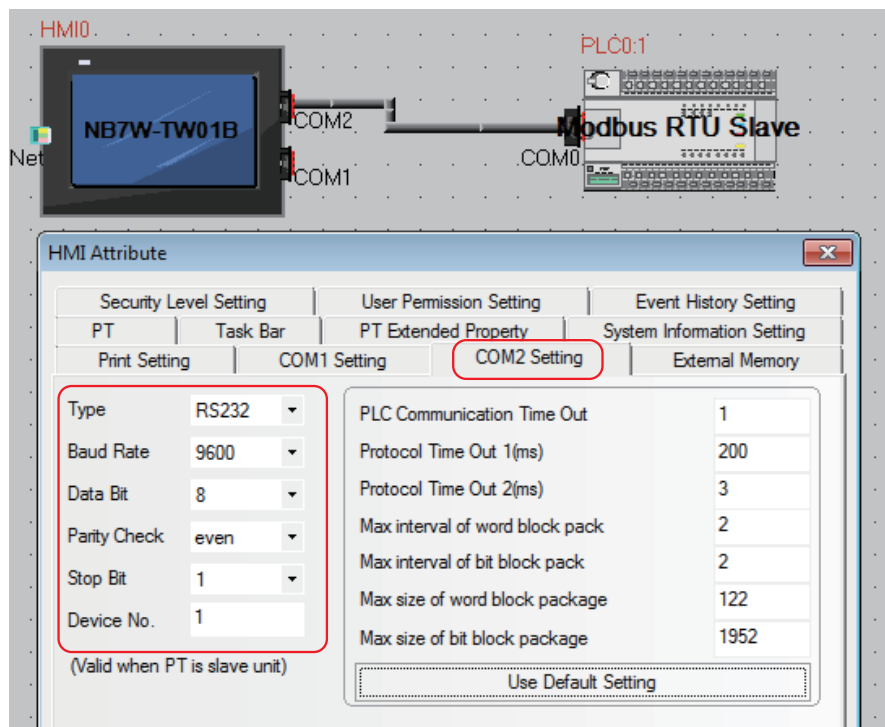 HMI0
PLC0:1
NB7W-TW01B
COM2
Modbus RTU Slave
Net
COM0
COM1
HMI Attribute
Security Level Setting User Permission Setting Event History Setting
PT Task Bar PT Extended Property System Information Setting
Print Setting COM1 Setting COM2 Setting External Memory
Type RS232 PLC Communication Time Out 1
Baud Rate 9600 Protocol Time Out 1(ms) 200
Data Bit 8 Protocol Time Out 2(ms) 3
Parity Check even Max interval of word block pack 2
Stop Bit 1 Max interval of bit block pack 2
Device No. 1 Max size of word block package 122
Max size of bit block package 1952
(Valid when PT is slave unit)
Use Default Setting